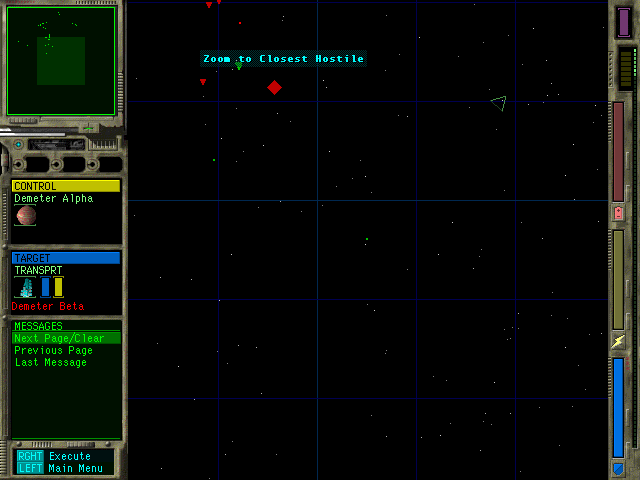 Zoom to Closest Hostile
CONTROL
Demeter Alpha
TARGET
TRANSPRT
Demeter Beta
MESSAGES
Next Page/Clear
Previous Page
Last Message
RGHT Execute
LEFT Main Menu